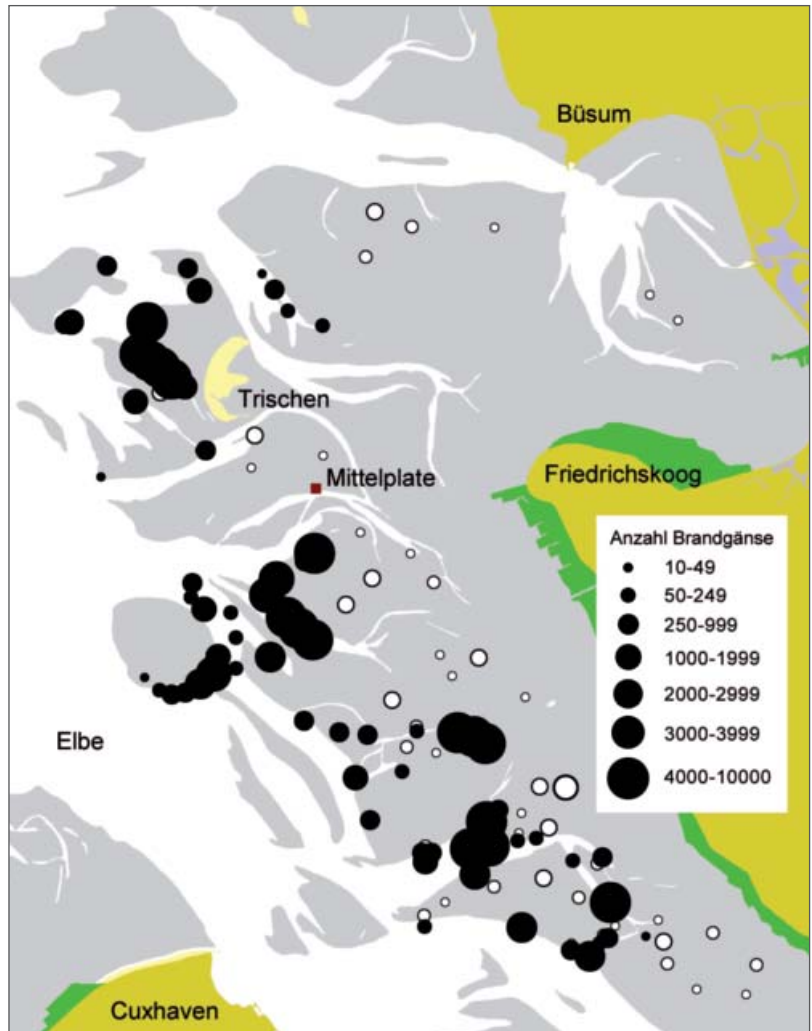 Büsum
Trischen
Mittelplate
Friedrichskoog
Anzahl Brandgänse
10-49
50-249
250-999
1000-1999
2000-2999
3000-3999
4000-10000
Elbe
Cuxhaven